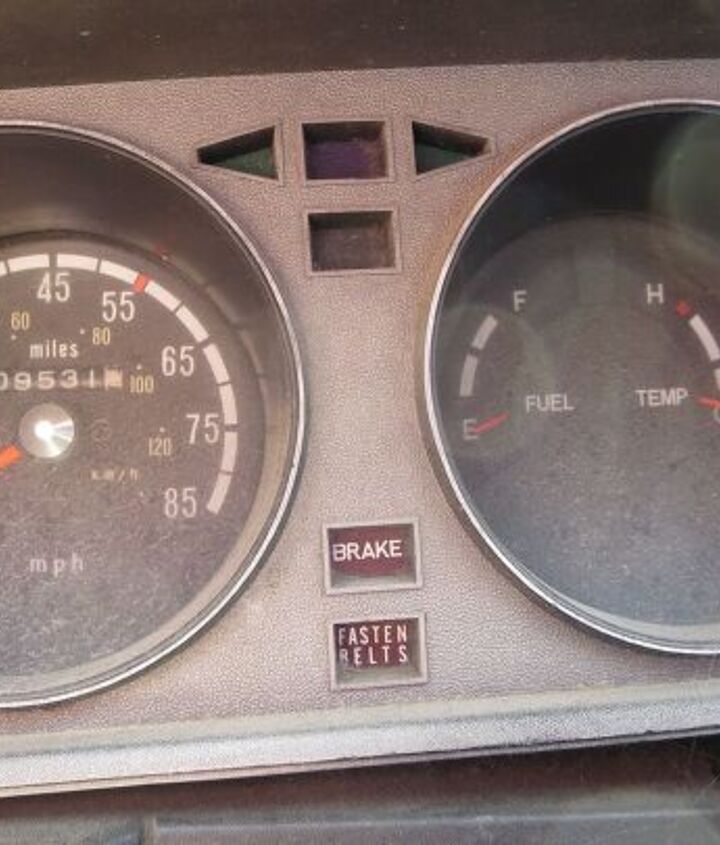 45
55
60
80
miles
09531
100
65
75
120
km/h
85
mph
F
H
FUEL
TEMP
E
BRAKE
FASTEN
BELTS